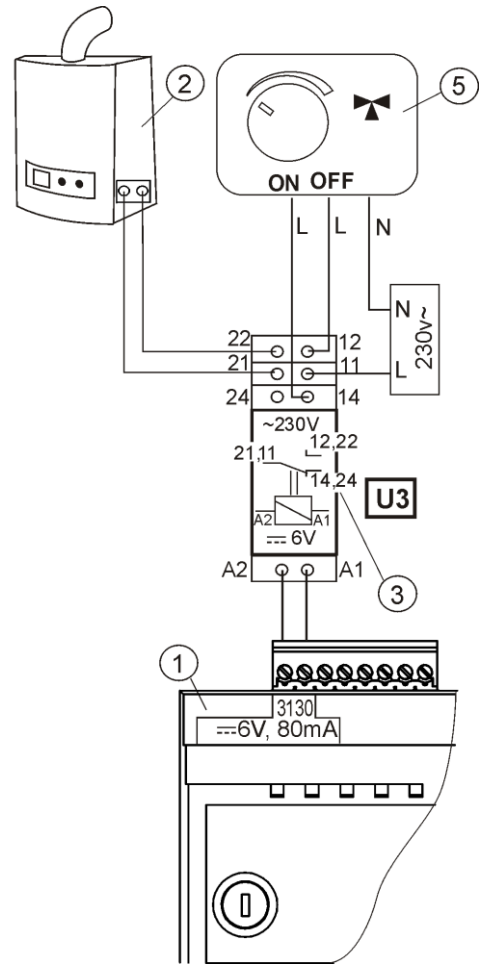 2
5
ON OFF
L L N
N
L
230v~
22 12
21 11
24 14
~230V
12,22
21,11
14,24
U3
A2 A1
⎓ 6V
A2 A1
3
1
3130
⎓6V, 80mA